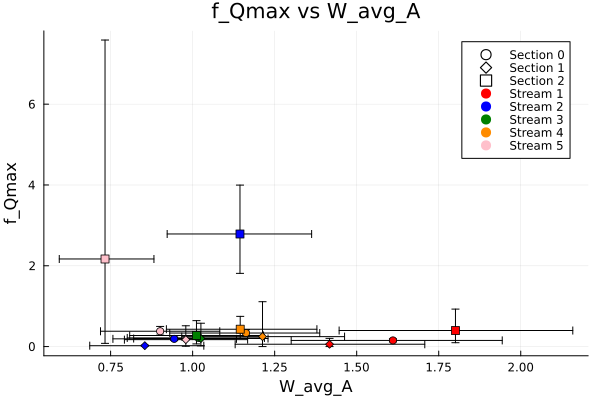 f_Qmax vs W_avg_A
Section 0
Section 1
Section 2
Stream 1
Stream 2
Stream 3
Stream 4
Stream 5
f_Qmax
6
4
2
0
0.75
1.00
1.25
1.50
1.75
2.00
W_avg_A